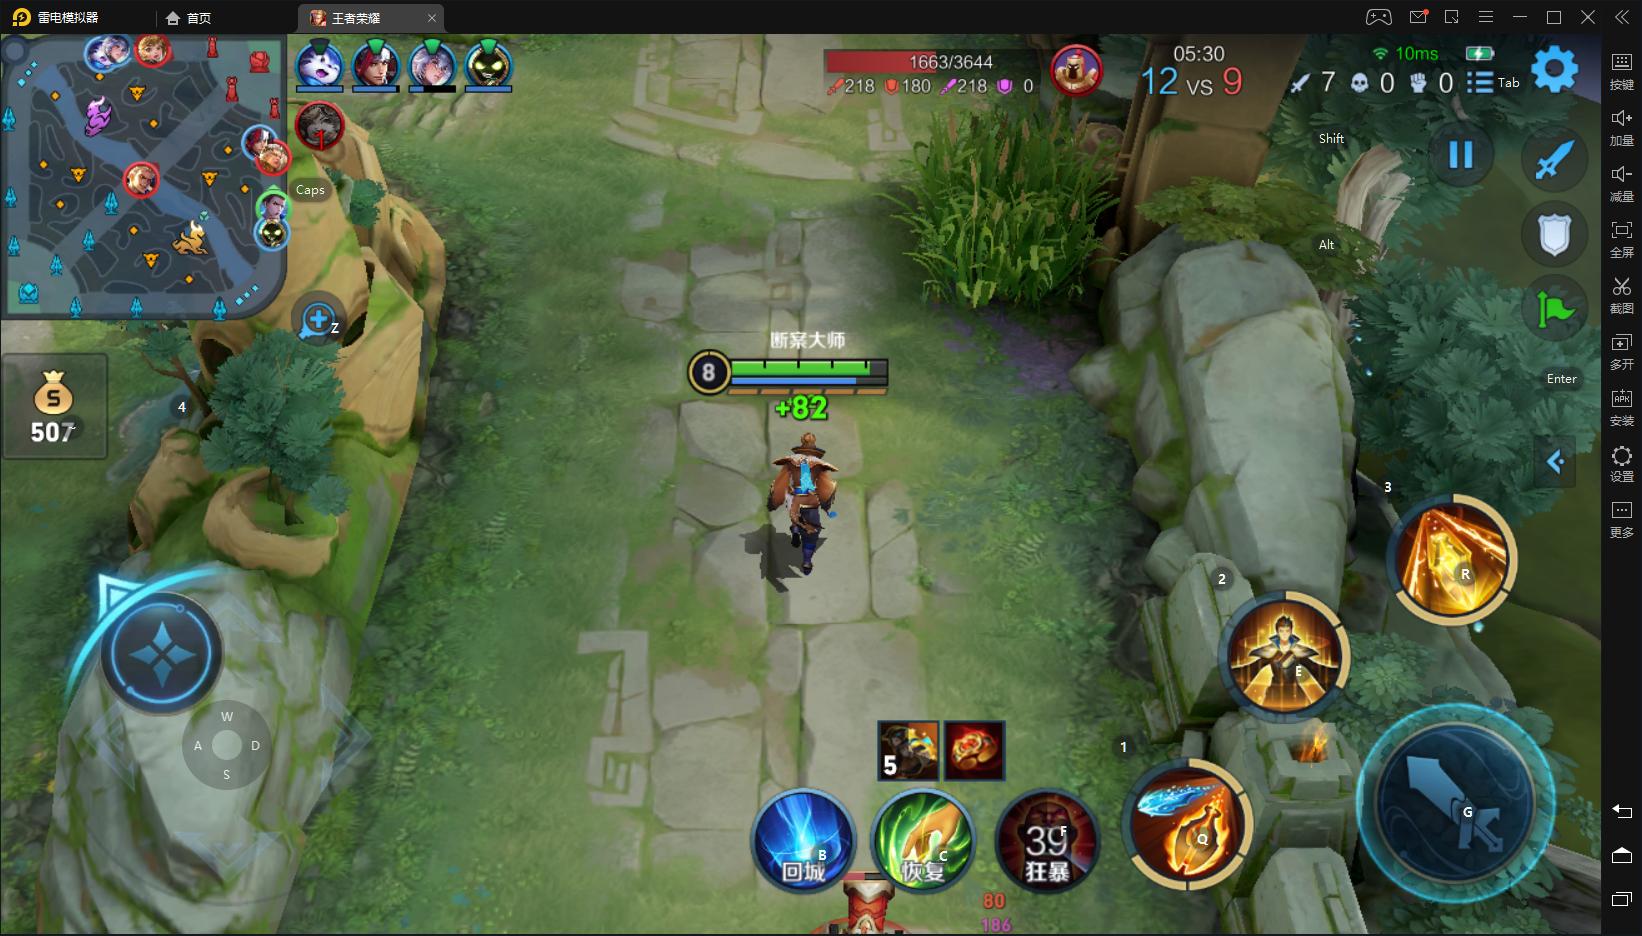 雷电模拟器
首页
王者荣耀
1663/3644
218 180 218 0
05:30
12 VS 9
10ms
7 0 0 Tab
按键
加量
减量
全屏
截图
多开
安装
设置
更多
APK
Shift
Alt
Enter
Caps
Z
507
4
断案大师
8
+82
3
R
2
E
W
A D
S
5
1
Q
G
B
回城
C
恢复
39
F
狂暴
80
186